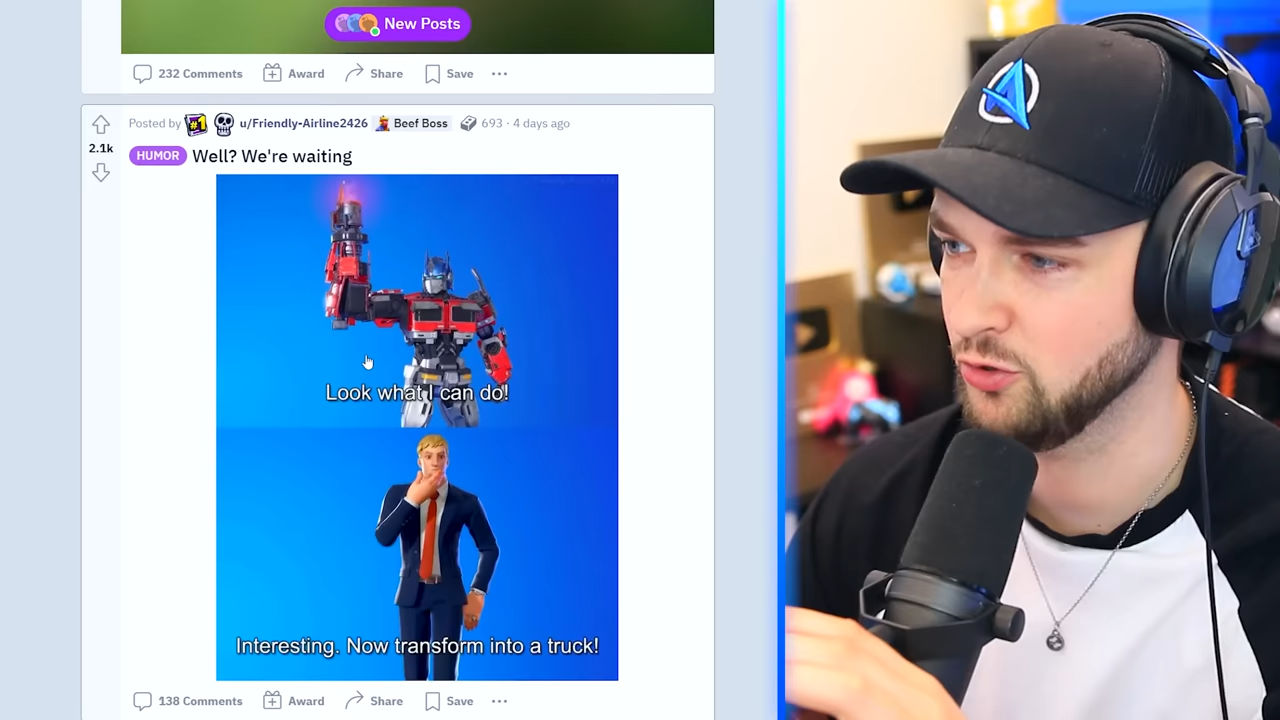 New Posts
232 Comments Award Share Save
Posted by #1 u/Friendly-Airline2426 Beef Boss 693 · 4 days ago
2.1k
HUMOR Well? We're waiting
Look what I can do!
Interesting. Now transform into a truck!
138 Comments Award Share Save